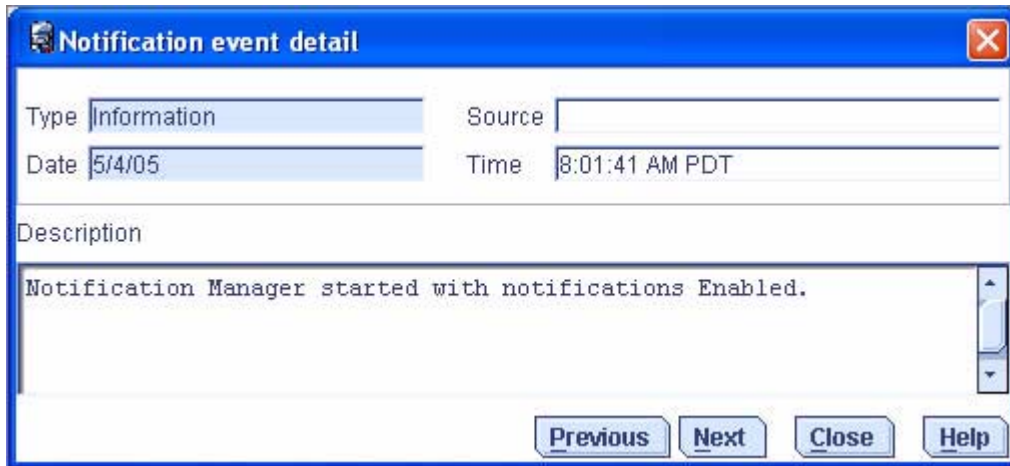 Notification event detail
Type Information Source
Date 5/4/05 Time 8:01:41 AM PDT
Description
Notification Manager started with notifications Enabled.
Previous Next Close Help